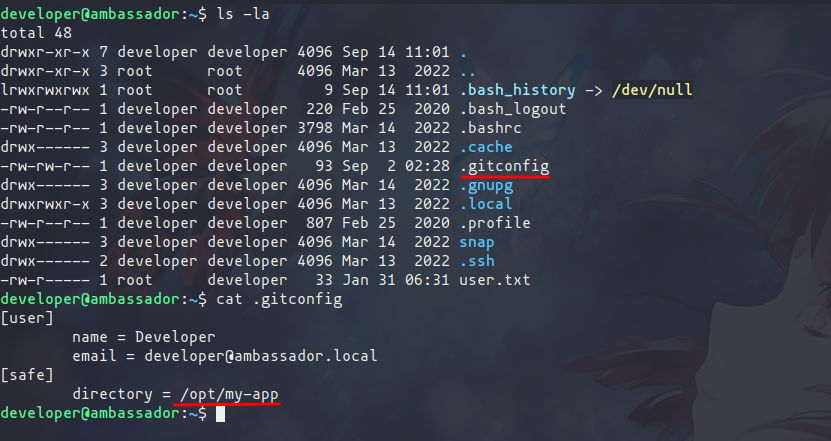 developer@ambassador:~$ ls -la
total 48
drwxr-xr-x 7 developer developer 4096 Sep 14 11:01 .
drwxr-xr-x 3 root      root      4096 Mar 13  2022 ..
lrwxrwxrwx 1 root      root         9 Sep 14 11:01 .bash_history -> /dev/null
-rw-r--r-- 1 developer developer  220 Feb 25  2020 .bash_logout
-rw-r--r-- 1 developer developer 3798 Mar 14  2022 .bashrc
drwx------ 3 developer developer 4096 Mar 13  2022 .cache
-rw-rw-r-- 1 developer developer   93 Sep  2 02:28 .gitconfig
drwx------ 3 developer developer 4096 Mar 14  2022 .gnupg
drwxrwxr-x 3 developer developer 4096 Mar 13  2022 .local
-rw-r--r-- 1 developer developer  807 Feb 25  2020 .profile
drwx------ 3 developer developer 4096 Mar 14  2022 snap
drwx------ 2 developer developer 4096 Mar 13  2022 .ssh
-rw-r----- 1 root      developer   33 Jan 31 06:31 user.txt
developer@ambassador:~$ cat .gitconfig
[user]
        name = Developer
        email = developer@ambassador.local
[safe]
        directory = /opt/my-app
developer@ambassador:~$